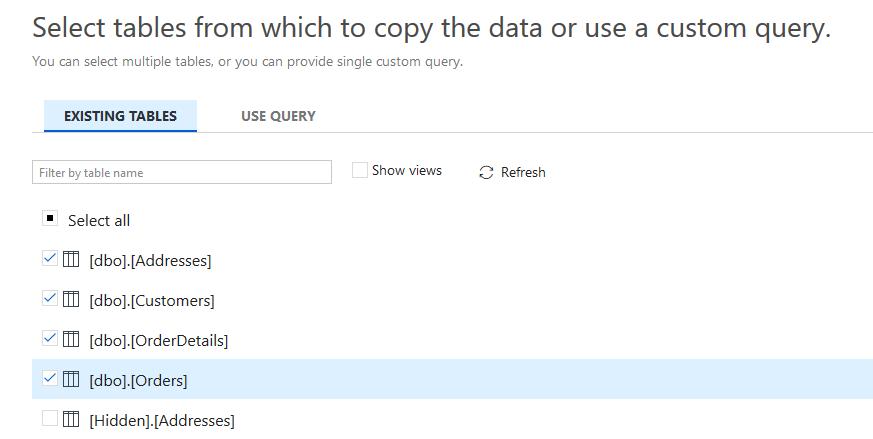 Select tables from which to copy the data or use a custom query.
You can select multiple tables, or you can provide single custom query.
EXISTING TABLES USE QUERY
Filter by table name Show views Refresh
Select all
[dbo].[Addresses]
[dbo].[Customers]
[dbo].[OrderDetails]
[dbo].[Orders]
[Hidden].[Addresses]